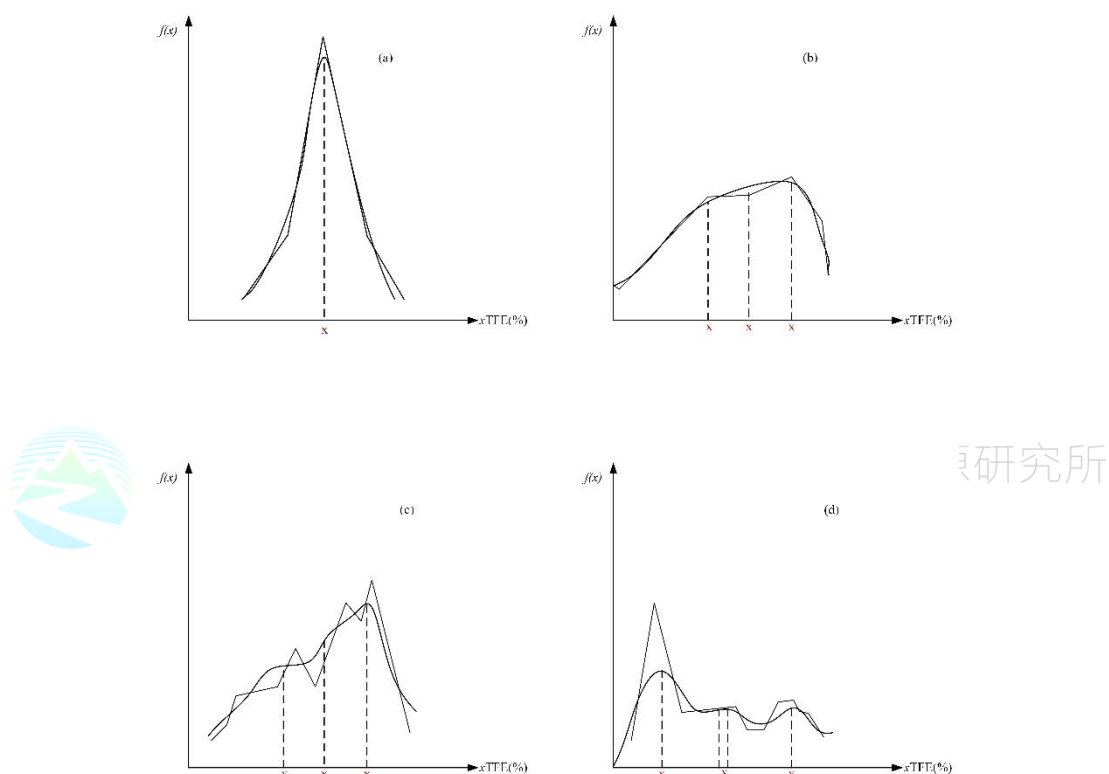 f(x)
(a)
xTFE(%)
x
f(x)
(b)
xTFE(%)
x x x
f(x)
(c)
xTFE(%)
x x x
研究所
f(x)
(d)
xTFE(%)
x x x